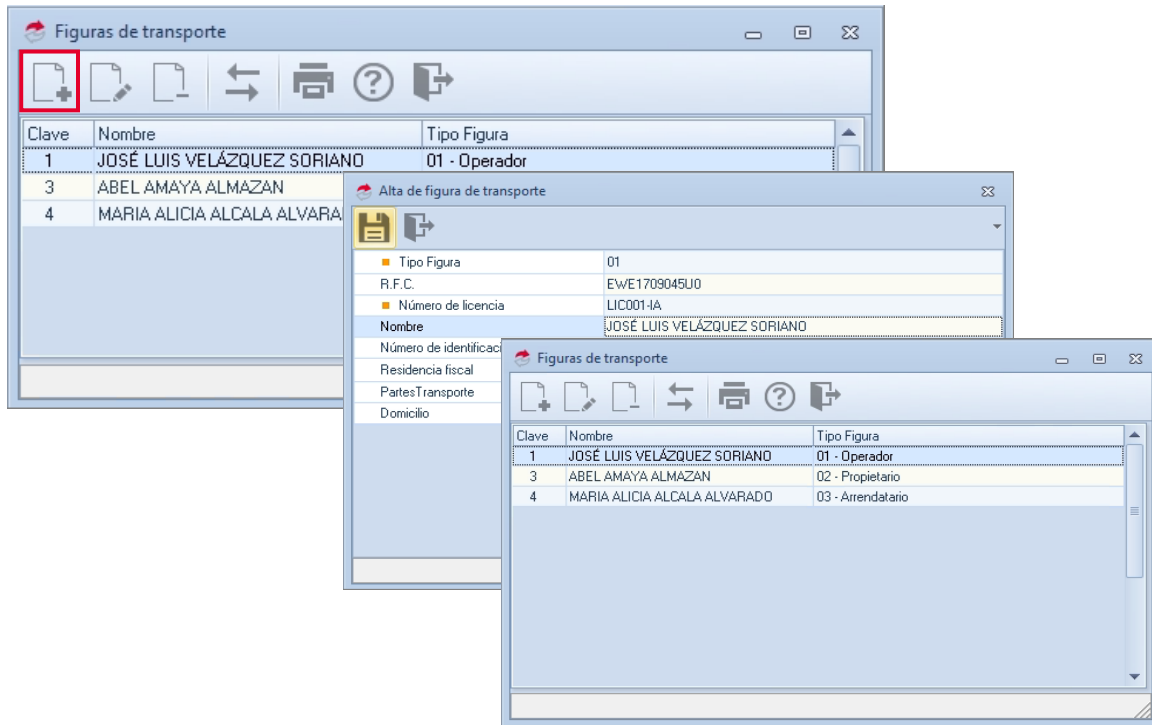 Figuras de transporte
Clave Nombre Tipo Figura
1 JOSÉ LUIS VELÁZQUEZ SORIANO 01 - Operador
3 ABEL AMAYA ALMAZAN
4 MARIA ALICIA ALCALA ALVARA
Alta de figura de transporte
Tipo Figura 01
R.F.C. EWE1709045U0
Número de licencia LIC001-IA
Nombre JOSÉ LUIS VELÁZQUEZ SORIANO
Número de identificaci
Residencia fiscal
PartesTransporte
Domicilio
Figuras de transporte
Clave Nombre Tipo Figura
1 JOSÉ LUIS VELÁZQUEZ SORIANO 01 - Operador
3 ABEL AMAYA ALMAZAN 02 - Propietario
4 MARIA ALICIA ALCALA ALVARADO 03 - Arrendatario